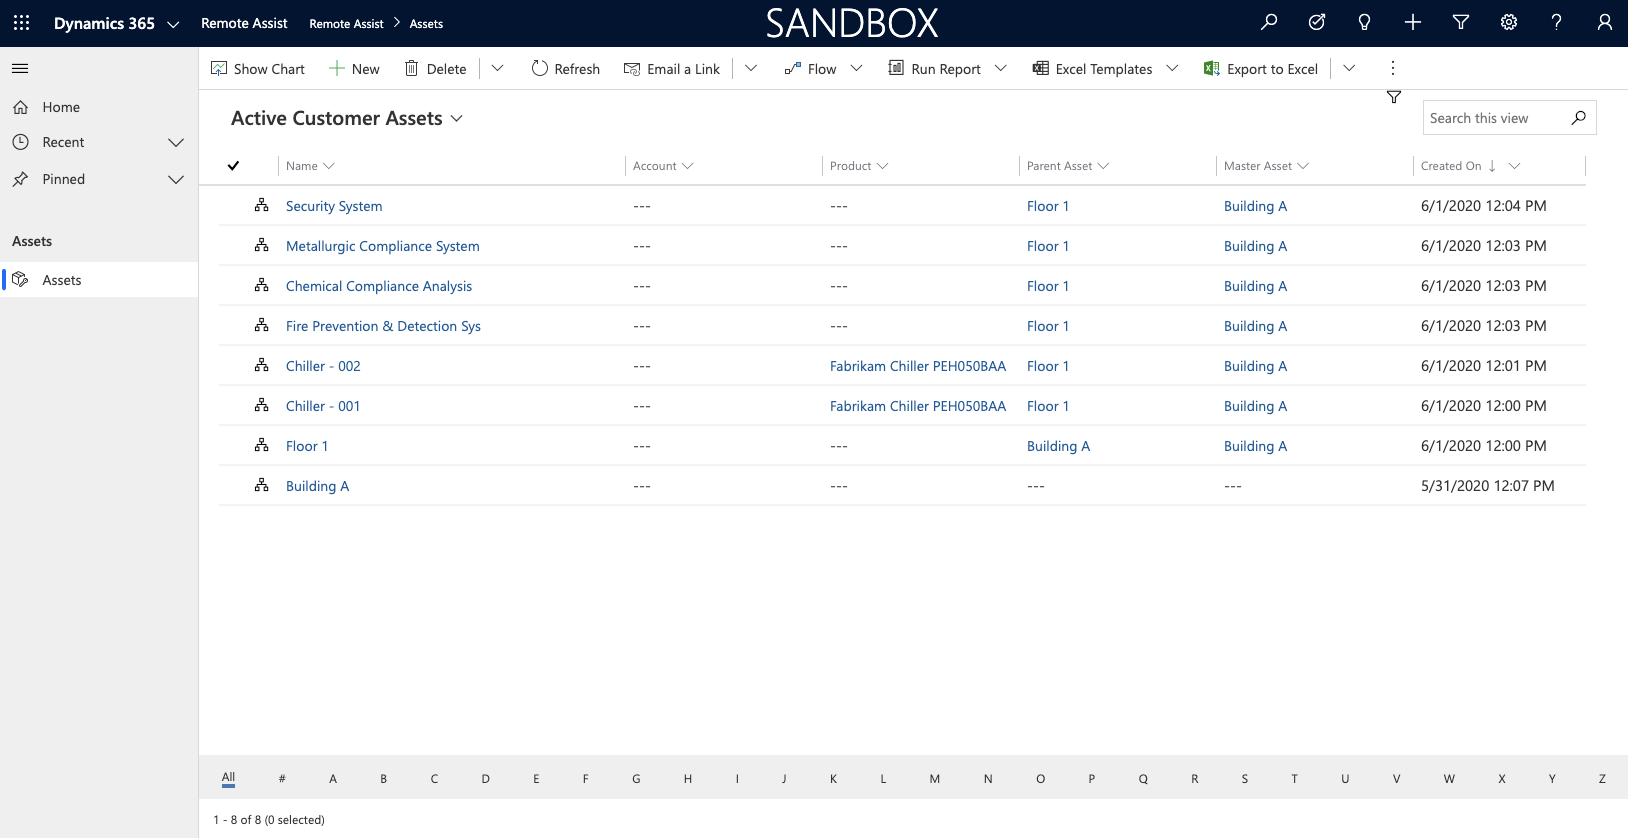 Dynamics 365 Remote Assist Remote Assist Assets SANDBOX
Show Chart New Delete Refresh Email a Link Flow Run Report Excel Templates Export to Excel
Home
Recent
Pinned
Assets
Assets
Active Customer Assets
Search this view
Name Account Product Parent Asset Master Asset Created On
Security System --- --- Floor 1 Building A 6/1/2020 12:04 PM
Metallurgic Compliance System --- --- Floor 1 Building A 6/1/2020 12:03 PM
Chemical Compliance Analysis --- --- Floor 1 Building A 6/1/2020 12:03 PM
Fire Prevention & Detection Sys --- --- Floor 1 Building A 6/1/2020 12:03 PM
Chiller - 002 --- Fabrikam Chiller PEH050BAA Floor 1 Building A 6/1/2020 12:01 PM
Chiller - 001 --- Fabrikam Chiller PEH050BAA Floor 1 Building A 6/1/2020 12:00 PM
Floor 1 --- --- Building A Building A 6/1/2020 12:00 PM
Building A --- --- --- --- 5/31/2020 12:07 PM
All # A B C D E F G H I J K L M N O P Q R S T U V W X Y Z
1 - 8 of 8 (0 selected)